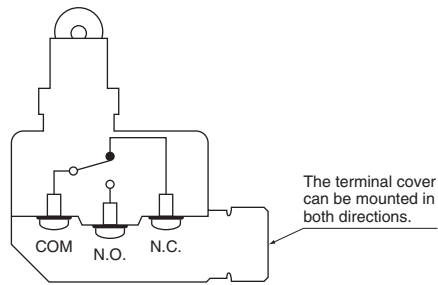 The terminal cover
can be mounted in
both directions.
COM N.O. N.C.